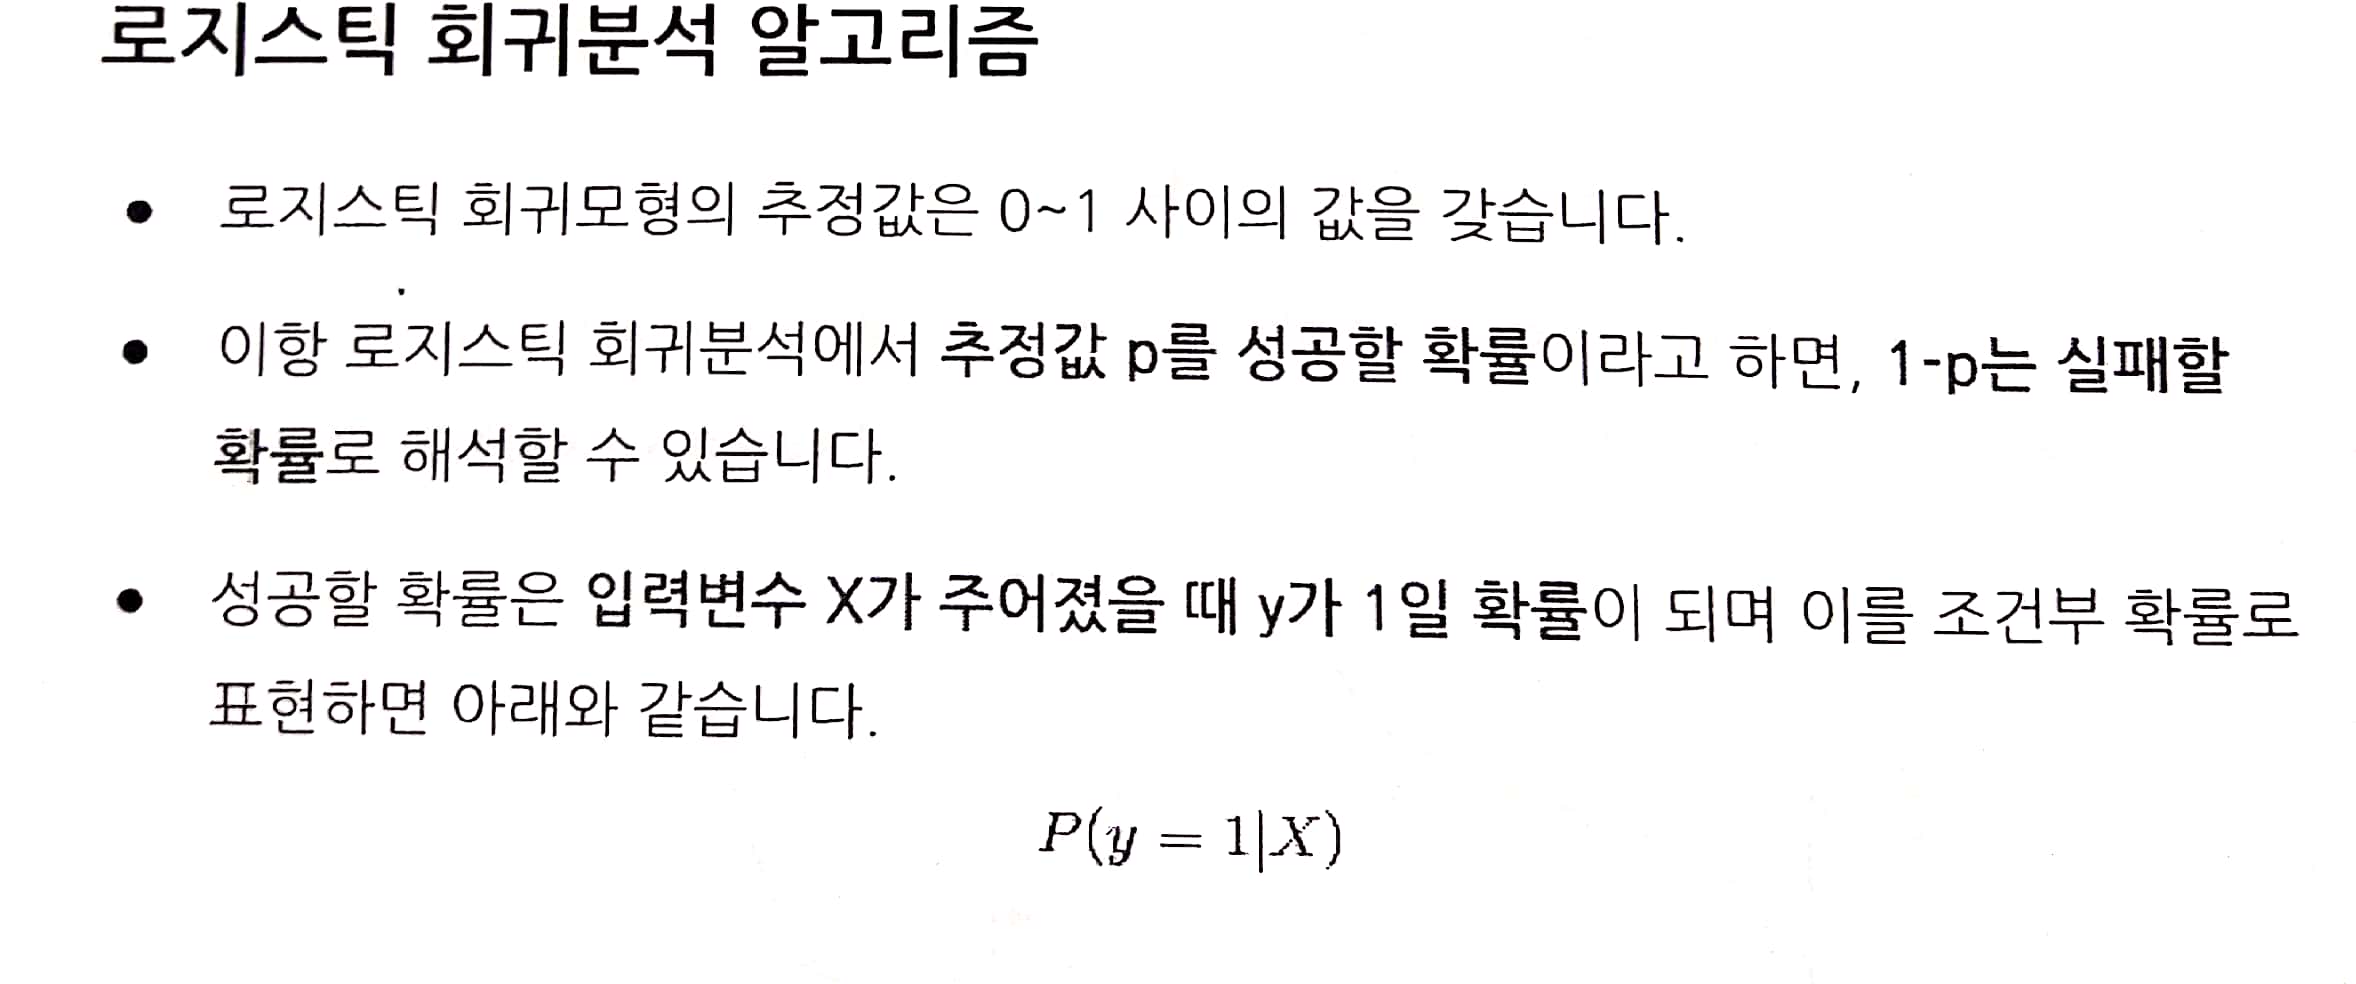 로지스틱 회귀분석 알고리즘
● 로지스틱 회귀모형의 추정값은 0~1 사이의 값을 갖습니다.
● 이항 로지스틱 회귀분석에서 추정값 p를 성공할 확률이라고 하면, 1-p는 실패할
확률로 해석할 수 있습니다.
● 성공할 확률은 입력변수 X가 주어졌을 때 y가 1일 확률이 되며 이를 조건부 확률로
표현하면 아래와 같습니다.
P(y = 1|X)